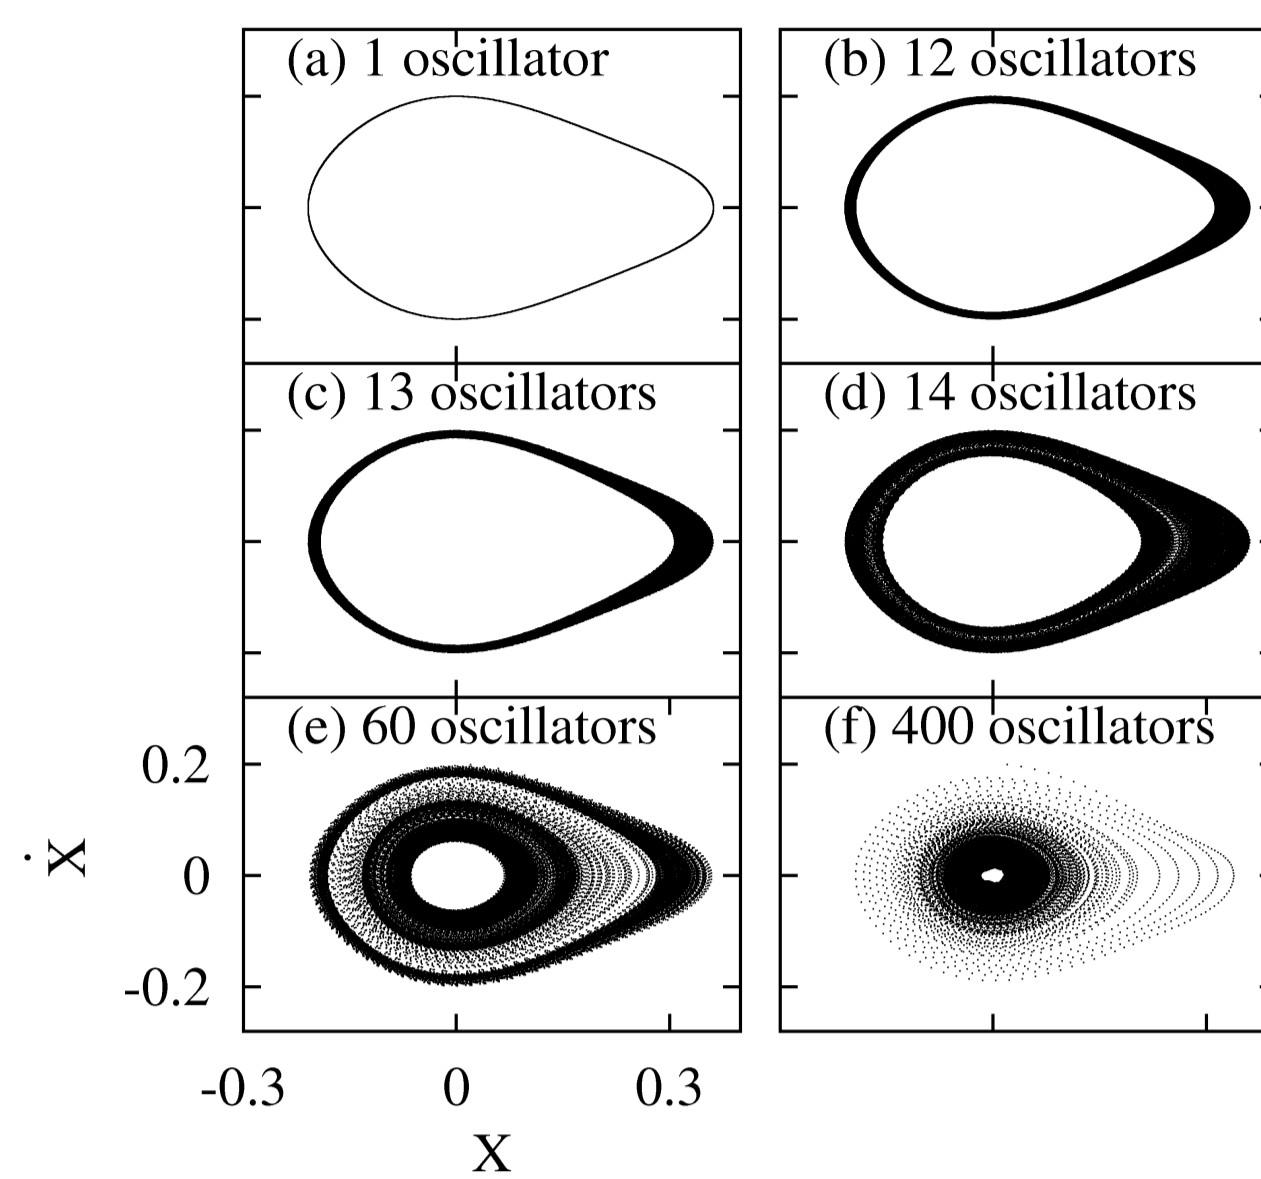 (a) 1 oscillator
(b) 12 oscillators
(c) 13 oscillators
(d) 14 oscillators
(e) 60 oscillators
(f) 400 oscillators
0.2
Ẋ
0
-0.2
-0.3
0
0.3
X